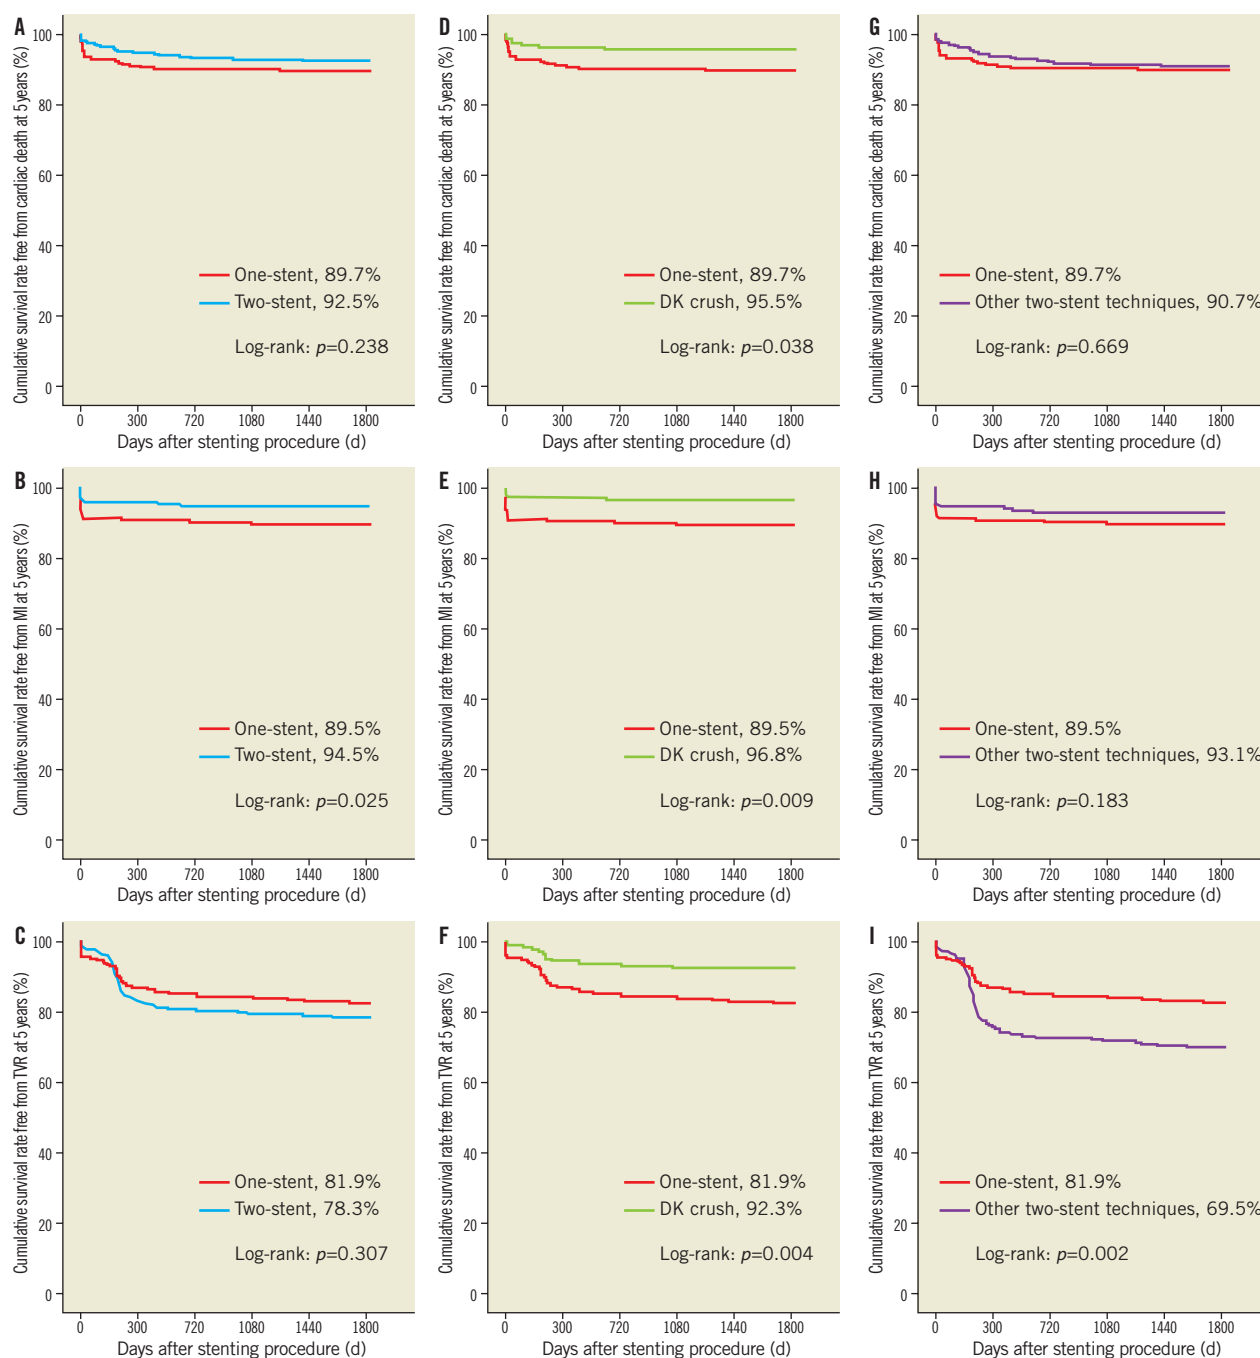 A
Cumulative survival rate free from cardiac death at 5 years (%)
100
80
60
40
20
0
One-stent, 89.7%
Two-stent, 92.5%
Log-rank: p=0.238
0 300 720 1080 1440 1800
Days after stenting procedure (d)
D
Cumulative survival rate free from cardiac death at 5 years (%)
100
80
60
40
20
0
One-stent, 89.7%
DK crush, 95.5%
Log-rank: p=0.038
0 300 720 1080 1440 1800
Days after stenting procedure (d)
G
Cumulative survival rate free from cardiac death at 5 years (%)
100
80
60
40
20
0
One-stent, 89.7%
Other two-stent techniques, 90.7%
Log-rank: p=0.669
0 300 720 1080 1440 1800
Days after stenting procedure (d)
B
Cumulative survival rate free from MI at 5 years (%)
100
80
60
40
20
0
One-stent, 89.5%
Two-stent, 94.5%
Log-rank: p=0.025
0 300 720 1080 1440 1800
Days after stenting procedure (d)
E
Cumulative survival rate free from MI at 5 years (%)
100
80
60
40
20
0
One-stent, 89.5%
DK crush, 96.8%
Log-rank: p=0.009
0 300 720 1080 1440 1800
Days after stenting procedure (d)
H
Cumulative survival rate free from MI at 5 years (%)
100
80
60
40
20
0
One-stent, 89.5%
Other two-stent techniques, 93.1%
Log-rank: p=0.183
0 300 720 1080 1440 1800
Days after stenting procedure (d)
C
Cumulative survival rate free from TVR at 5 years (%)
100
80
60
40
20
0
One-stent, 81.9%
Two-stent, 78.3%
Log-rank: p=0.307
0 300 720 1080 1440 1800
Days after stenting procedure (d)
F
Cumulative survival rate free from TVR at 5 years (%)
100
80
60
40
20
0
One-stent, 81.9%
DK crush, 92.3%
Log-rank: p=0.004
0 300 720 1080 1440 1800
Days after stenting procedure (d)
I
Cumulative survival rate free from TVR at 5 years (%)
100
80
60
40
20
0
One-stent, 81.9%
Other two-stent techniques, 69.5%
Log-rank: p=0.002
0 300 720 1080 1440 1800
Days after stenting procedure (d)